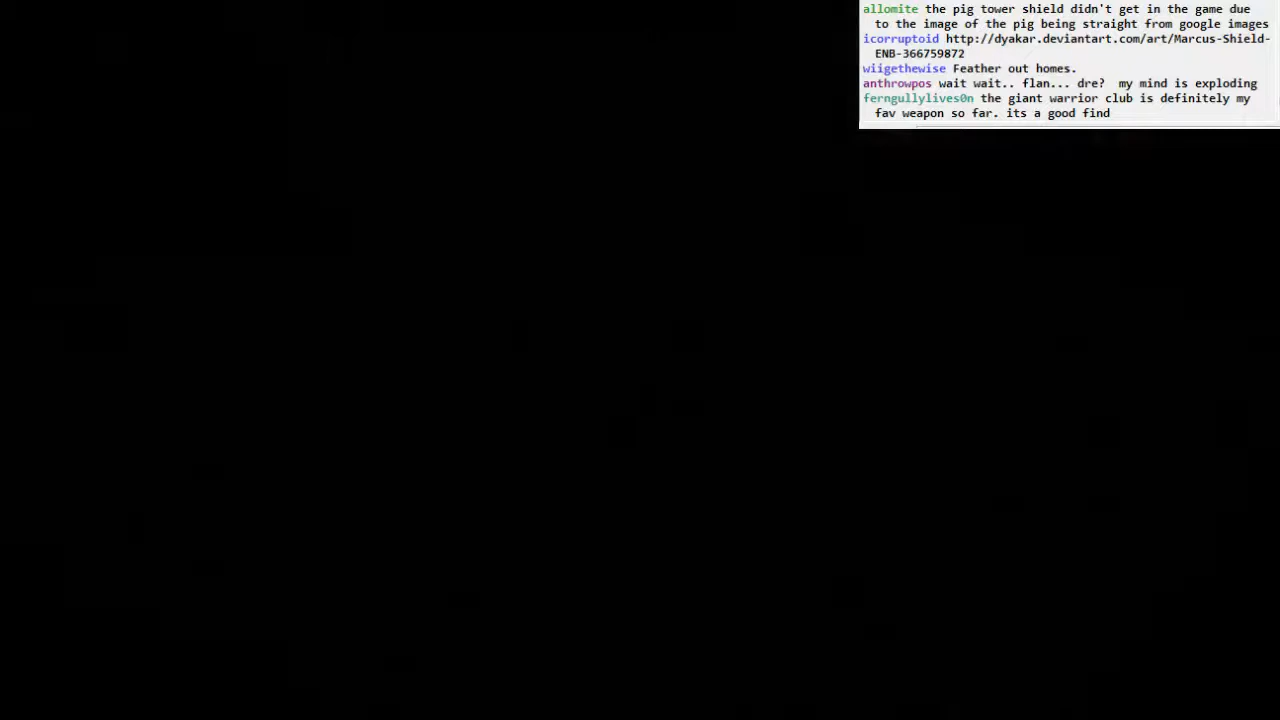 allomite the pig tower shield didn't get in the game due
to the image of the pig being straight from google images
icorruptoid http://dyakar.deviantart.com/art/Marcus-Shield-
ENB-366759872
wiigethewise Feather out homes.
anthrowpos wait wait.. flan... dre?  my mind is exploding
ferngullylives0n the giant warrior club is definitely my
fav weapon so far. its a good find